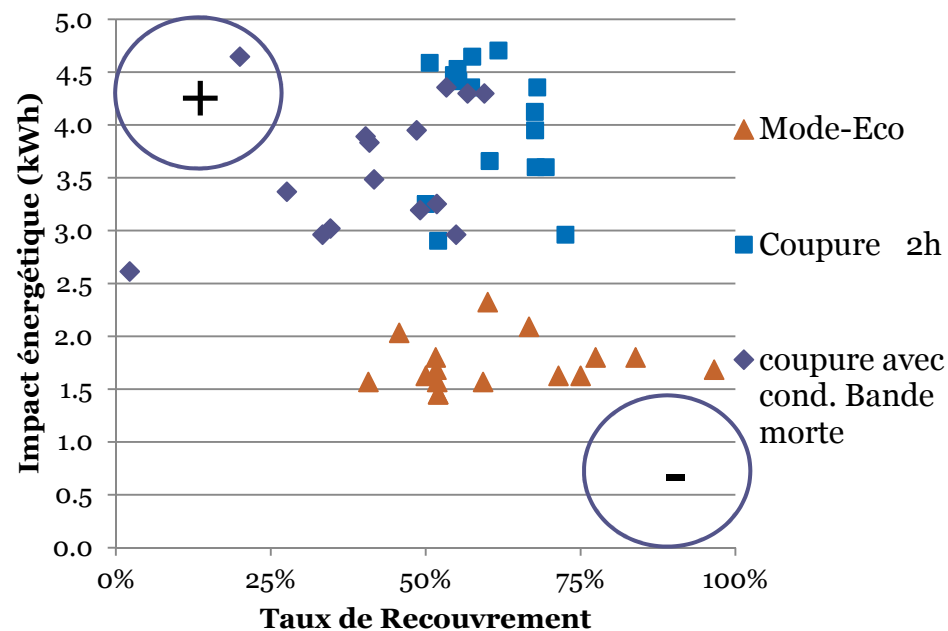 5.0
4.5
4.0
3.5
3.0
2.5
2.0
1.5
1.0
0.5
0.0
Impact énergétique (kWh)
+
-
0%
25%
50%
75%
100%
Taux de Recouvrement
Mode-Eco
Coupure 2h
coupure avec
cond. Bande
morte